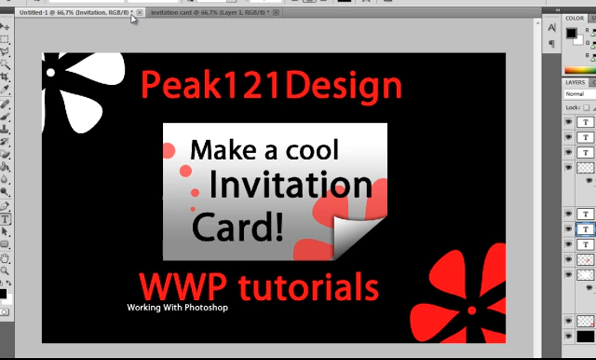 Untitled-1 @ 66.7% (Invitation, RGB/8) *
invitation card @ 66.7% (Layer 1, RGB/8) *
Peak121Design
Make a cool
Invitation
Card!
WWP tutorials
Working With Photoshop
COLOR
LAYERS
Normal
Lock: